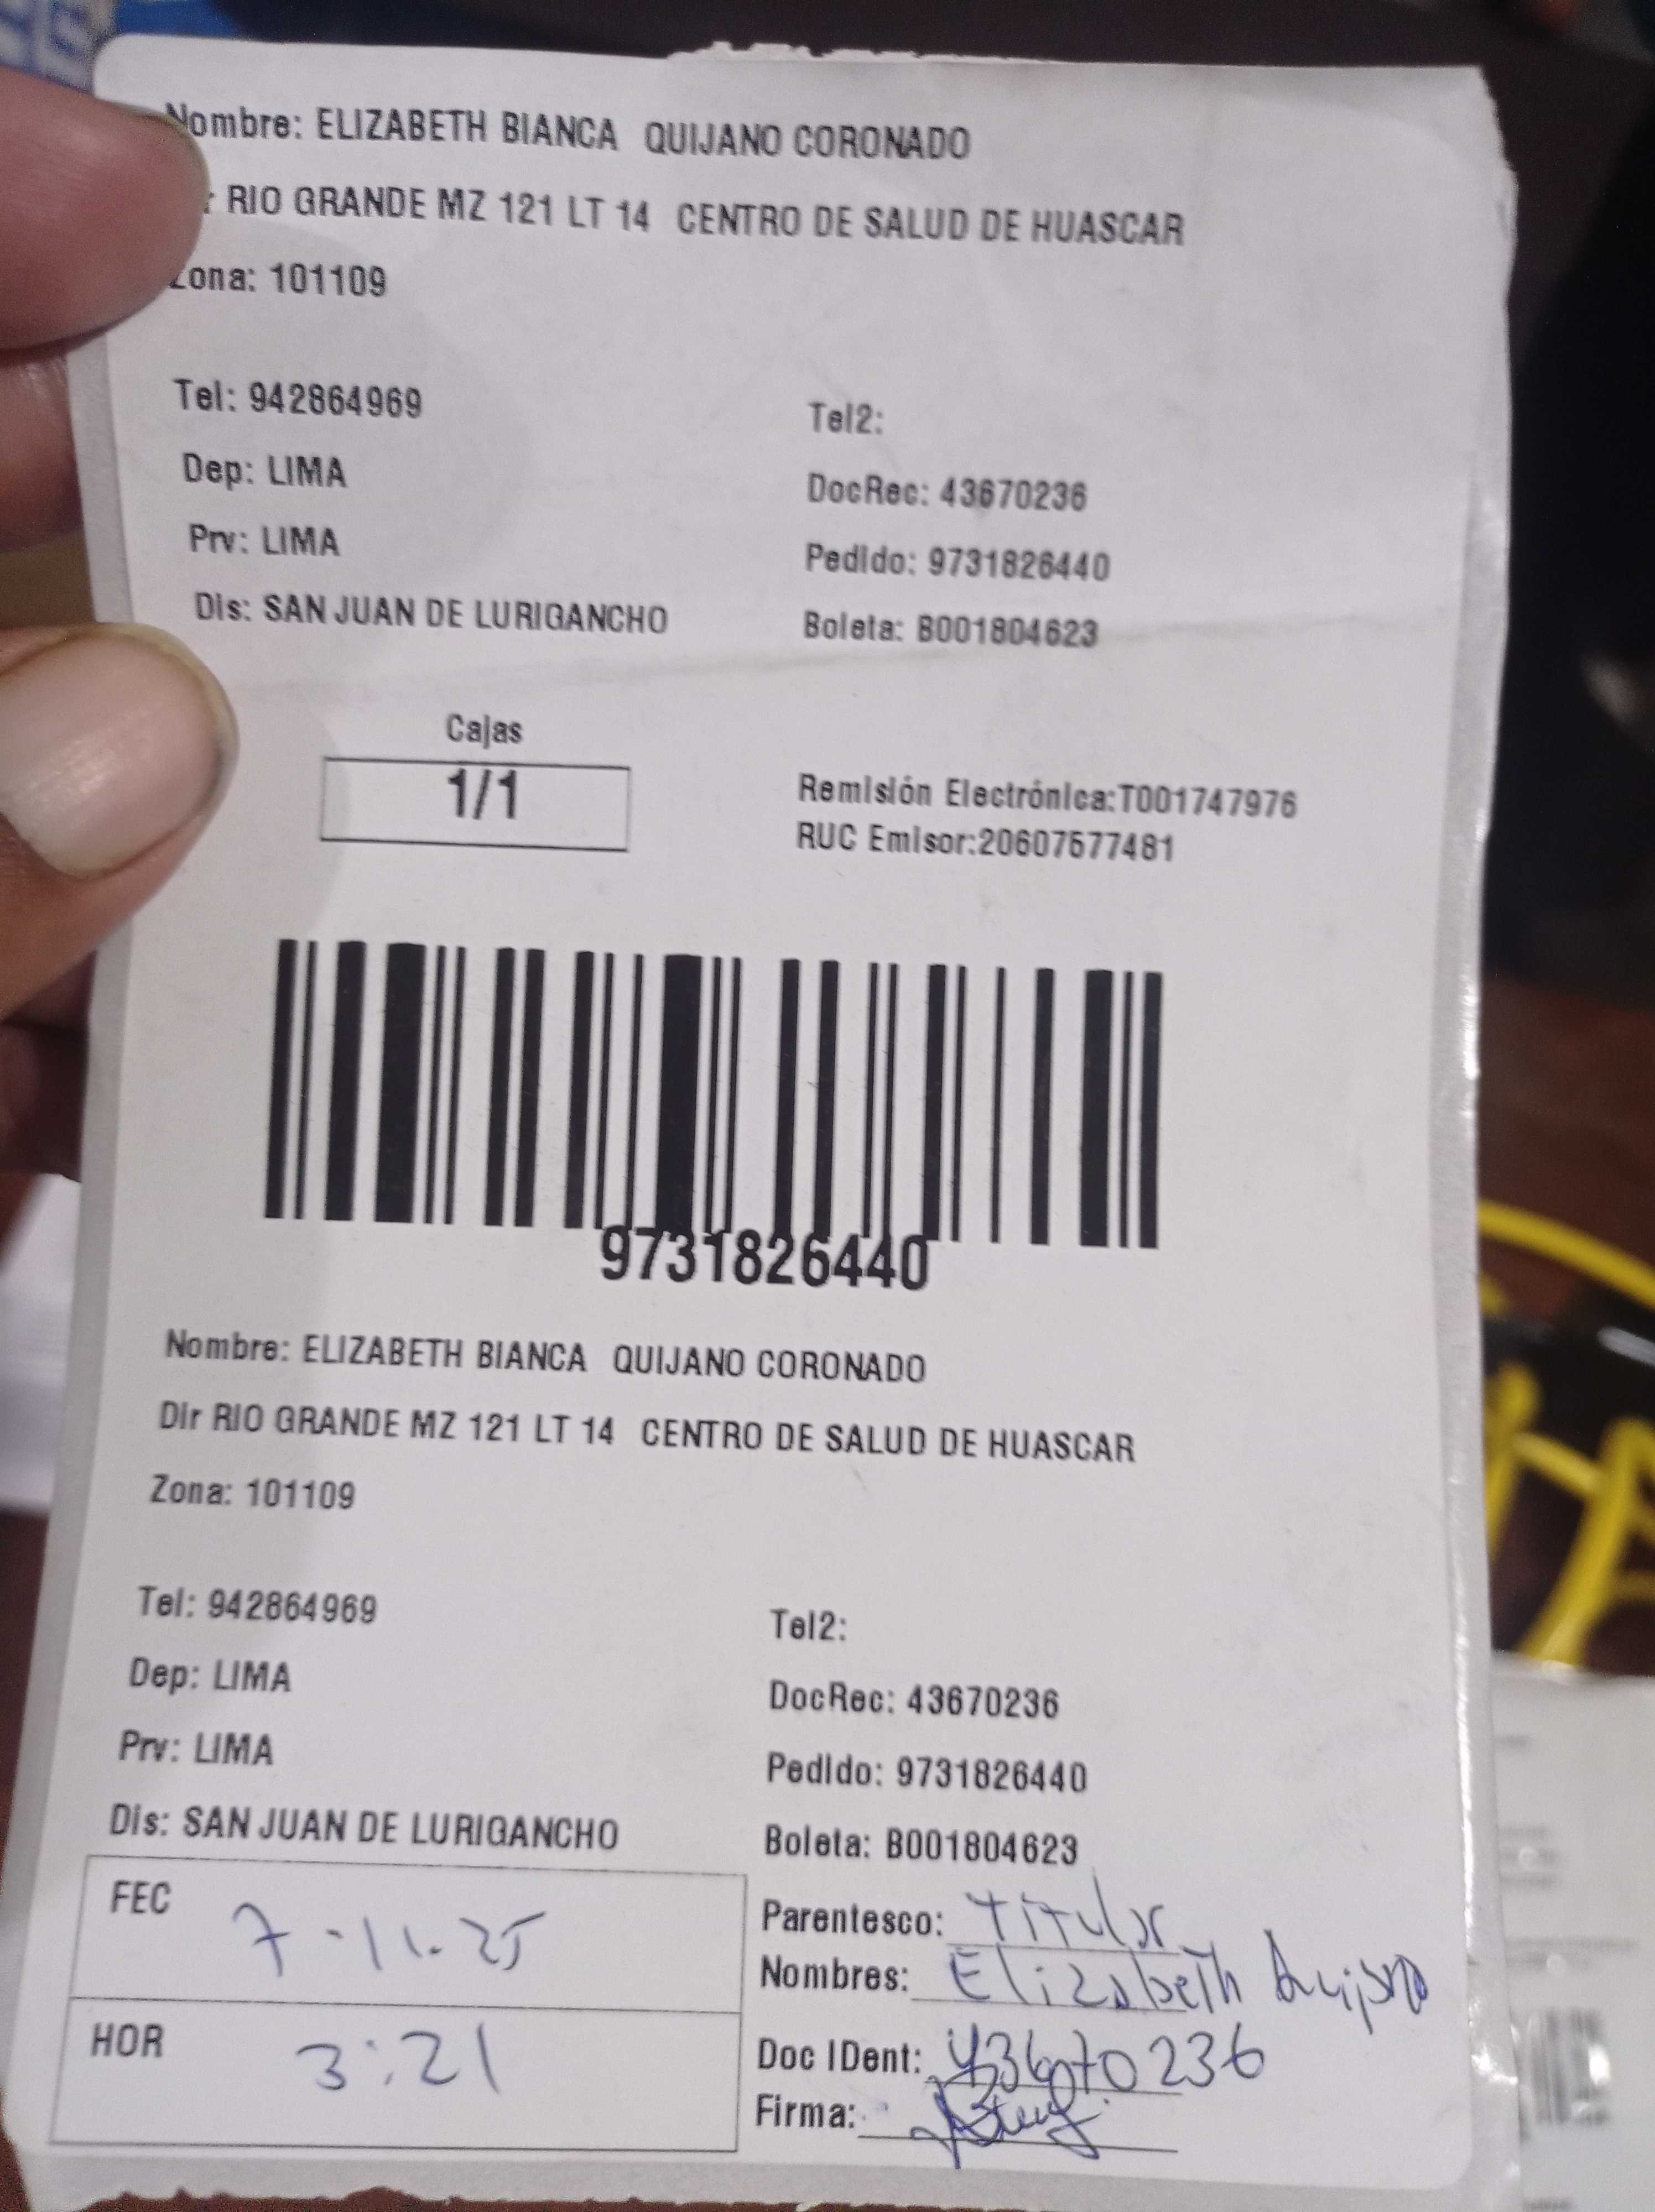 Nombre: ELIZABETH BIANCA QUIJANO CORONADO
RIO GRANDE MZ 121 LT 14 CENTRO DE SALUD DE HUASCAR
Zona: 101109
Tel: 942864969
Tel2:
Dep: LIMA
DocRec: 43670236
Prv: LIMA
Pedido: 9731826440
Dis: SAN JUAN DE LURIGANCHO
Boleta: B001804623
Cajas
1/1
Remisión Electrónica:T001747976
RUC Emisor:20607577481
9731826440
Nombre: ELIZABETH BIANCA QUIJANO CORONADO
Dir RIO GRANDE MZ 121 LT 14 CENTRO DE SALUD DE HUASCAR
Zona: 101109
Tel: 942864969
Tel2:
Dep: LIMA
DocRec: 43670236
Prv: LIMA
Pedido: 9731826440
Dis: SAN JUAN DE LURIGANCHO
Boleta: B001804623
FEC 7-11.25
Parentesco: Titular
Nombres: Elizabeth Quijano
HOR 3:21
Doc IDent: 43670236
Firma: